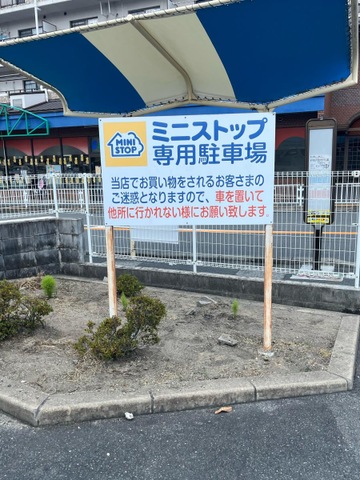 MINI
STOP
ミニストップ
専用駐車場
当店でお買い物をされるお客さまの
ご迷惑となりますので、車を置いて
他所に行かれない様にお願い致します。